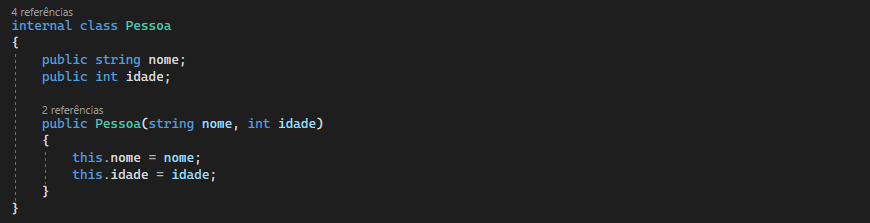 4 referências
internal class Pessoa
{
    public string nome;
    public int idade;
    2 referências
    public Pessoa(string nome, int idade)
    {
        this.nome = nome;
        this.idade = idade;
    }
}